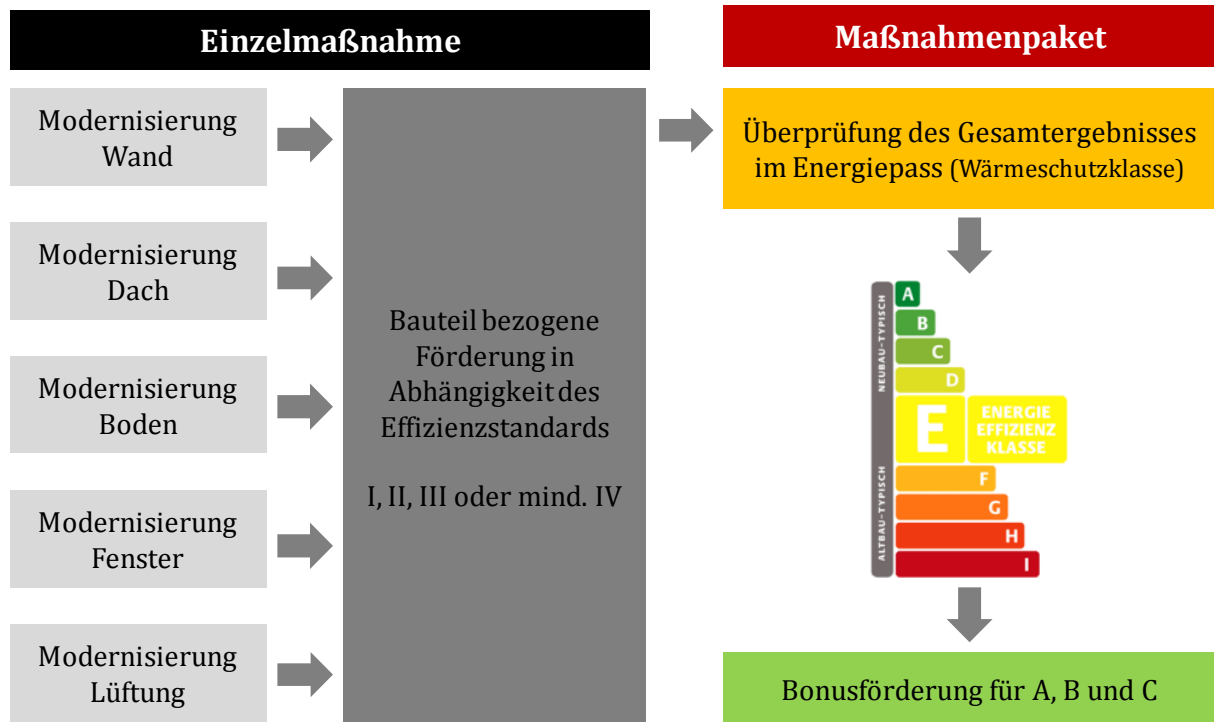 Einzelmaßnahme
Modernisierung
Wand
Modernisierung
Dach
Modernisierung
Boden
Modernisierung
Fenster
Modernisierung
Lüftung
Bauteil bezogene
Förderung in
Abhängigkeit des
Effizienzstandards
I, II, III oder mind. IV
Maßnahmenpaket
Überprüfung des Gesamtergebnisses
im Energiepass (Wärmeschutzklasse)
NEUBAU-TYPISCH
ALTBAU-TYPISCH
A
B
C
D
E
ENERGIE
EFFIZIENZ
KLASSE
F
G
H
I
Bonusförderung für A, B und C